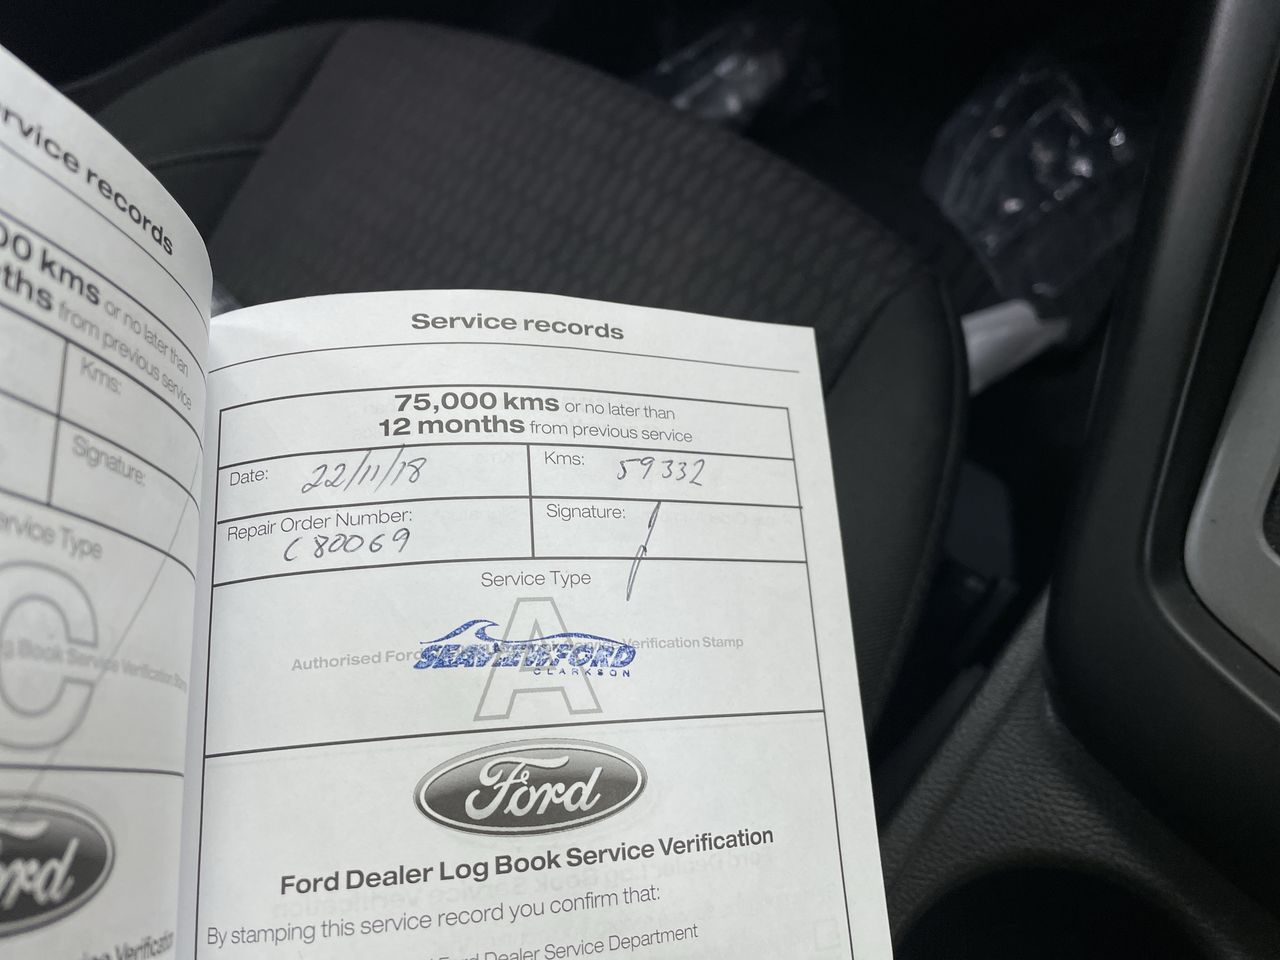 Service records
00 kms or no later than
ths from previous service
Kms:
Signature:
Service Type
C
Service records
75,000 kms or no later than
12 months from previous service
Date: 22/11/18
Kms: 59332
Repair Order Number:
C80069
Signature:
Service Type
A
Authorised Ford Verification Stamp
SEAVIEW FORD
CLARKSON
Ford
Ford Dealer Log Book Service Verification
By stamping this service record you confirm that:
Dealer Service Department